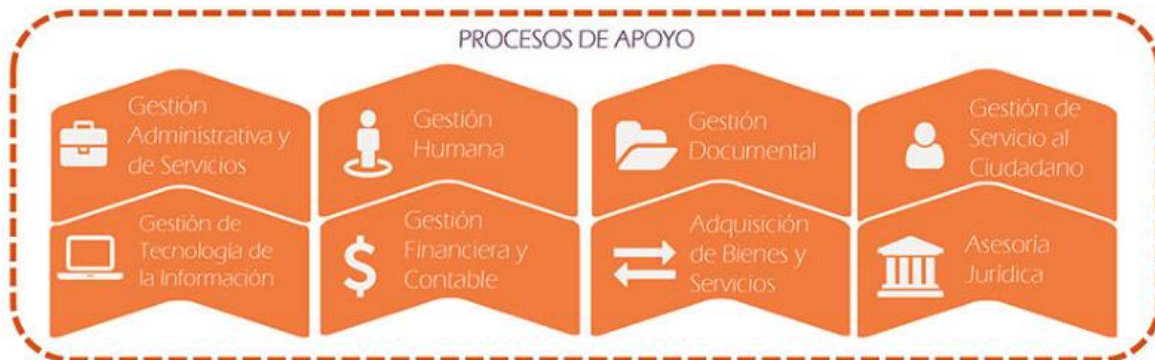 PROCESOS DE APOYO
Gestión
Administrativa y
de Servicios
Gestión
Humana
Gestión
Documental
Gestión de
Servicio al
Ciudadano
Gestión de
Tecnología de
la Información
Gestión
Financiera y
Contable
Adquisición
de Bienes y
Servicios
Asesoría
Jurídica